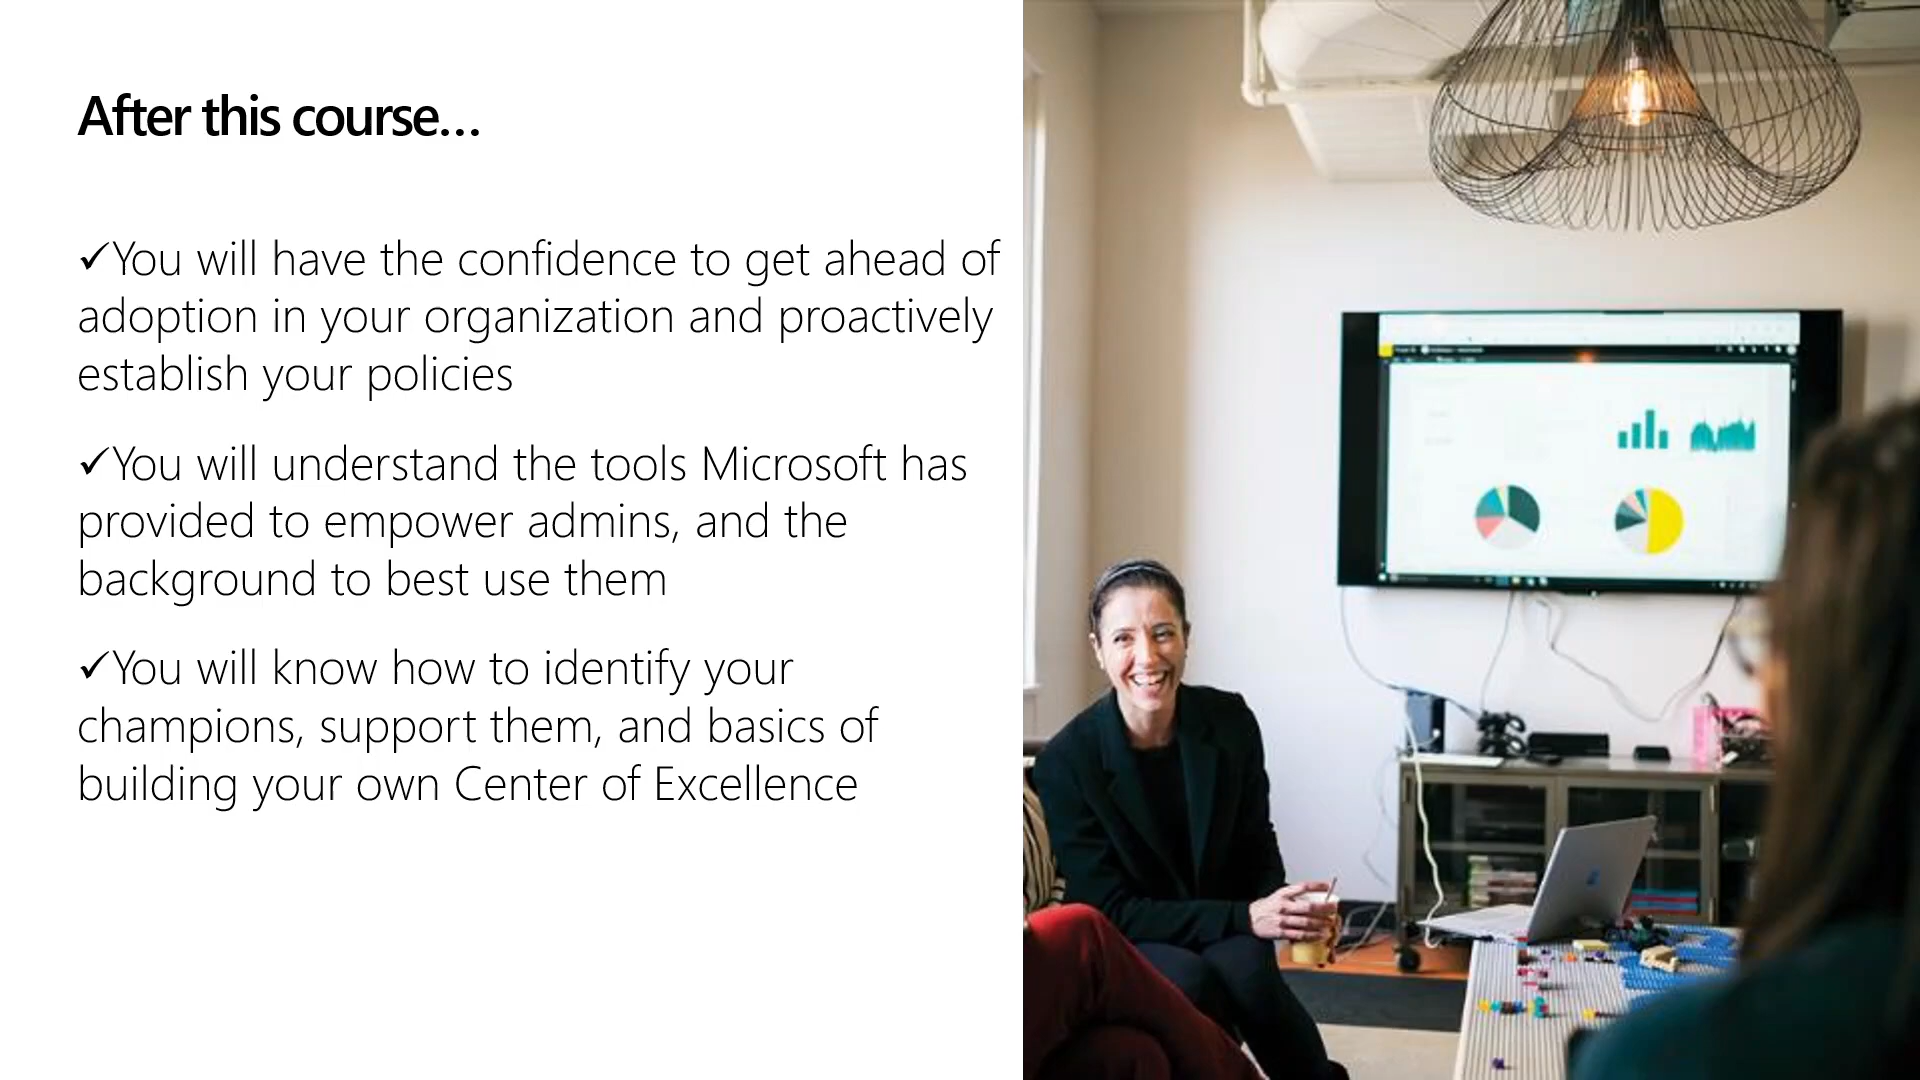 After this course...
✓You will have the confidence to get ahead of
adoption in your organization and proactively
establish your policies
✓You will understand the tools Microsoft has
provided to empower admins, and the
background to best use them
✓You will know how to identify your
champions, support them, and basics of
building your own Center of Excellence